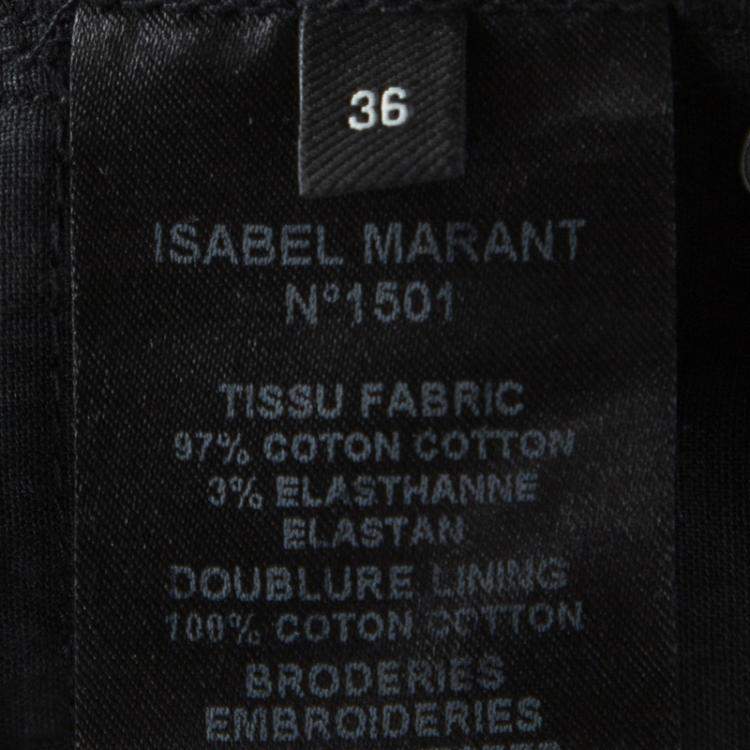 36
ISABEL MARANT
N°1501
TISSU FABRIC
97% COTON COTTON
3% ELASTHANNE
ELASTAN
DOUBLURE LINING
100% COTON COTTON
BRODERIES
EMBROIDERIES